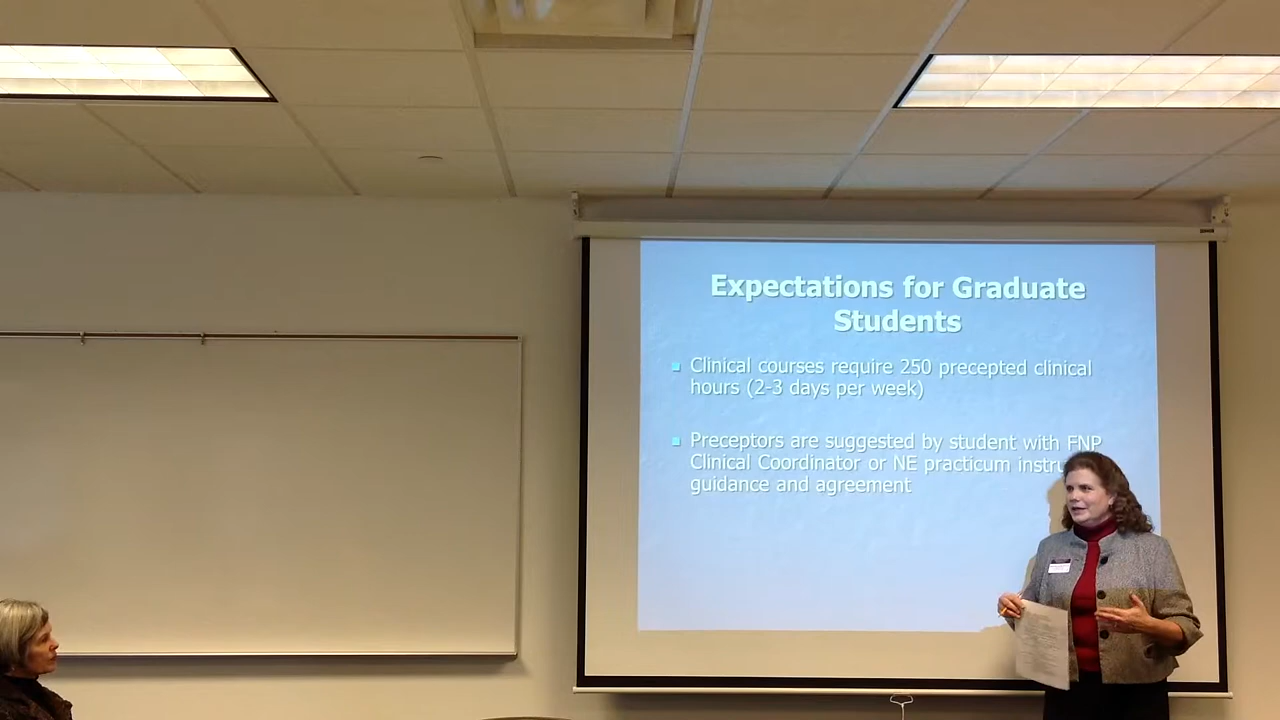 Expectations for Graduate
Students
Clinical courses require 250 precepted clinical
hours (2-3 days per week)
Preceptors are suggested by student with FNP
Clinical Coordinator or NE practicum
guidance and agreement